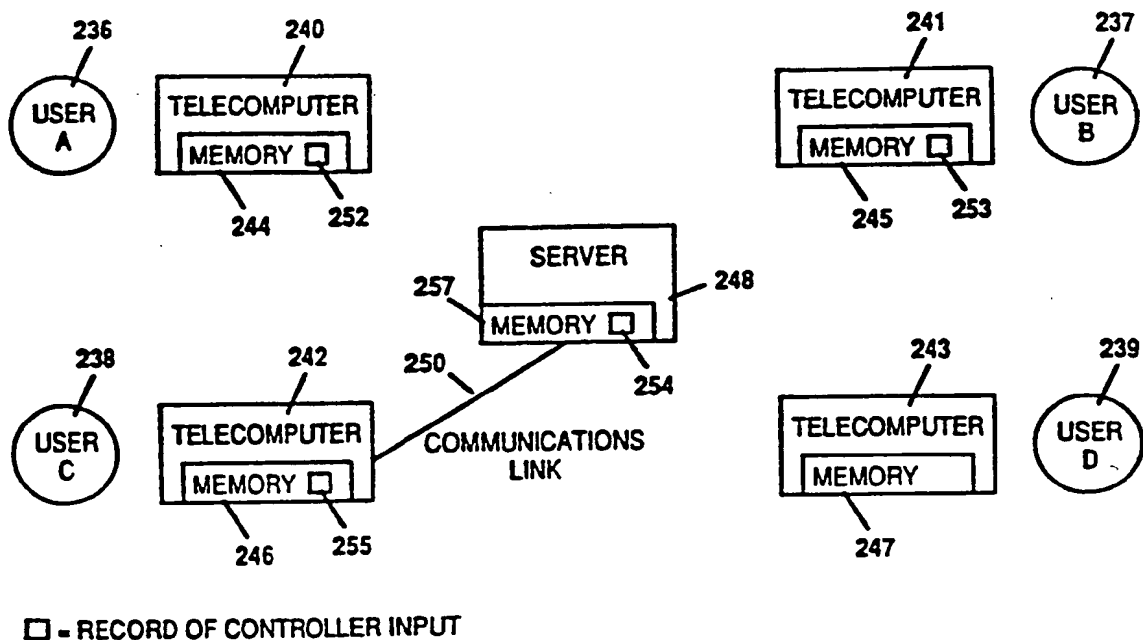 236
240
241
237
USER
A
TELECOMPUTER
MEMORY
244
252
TELECOMPUTER
MEMORY
245
253
USER
B
SERVER
257
248
MEMORY
254
238
242
250
243
239
USER
C
TELECOMPUTER
MEMORY
246
255
COMMUNICATIONS
LINK
TELECOMPUTER
MEMORY
247
USER
D
□ = RECORD OF CONTROLLER INPUT